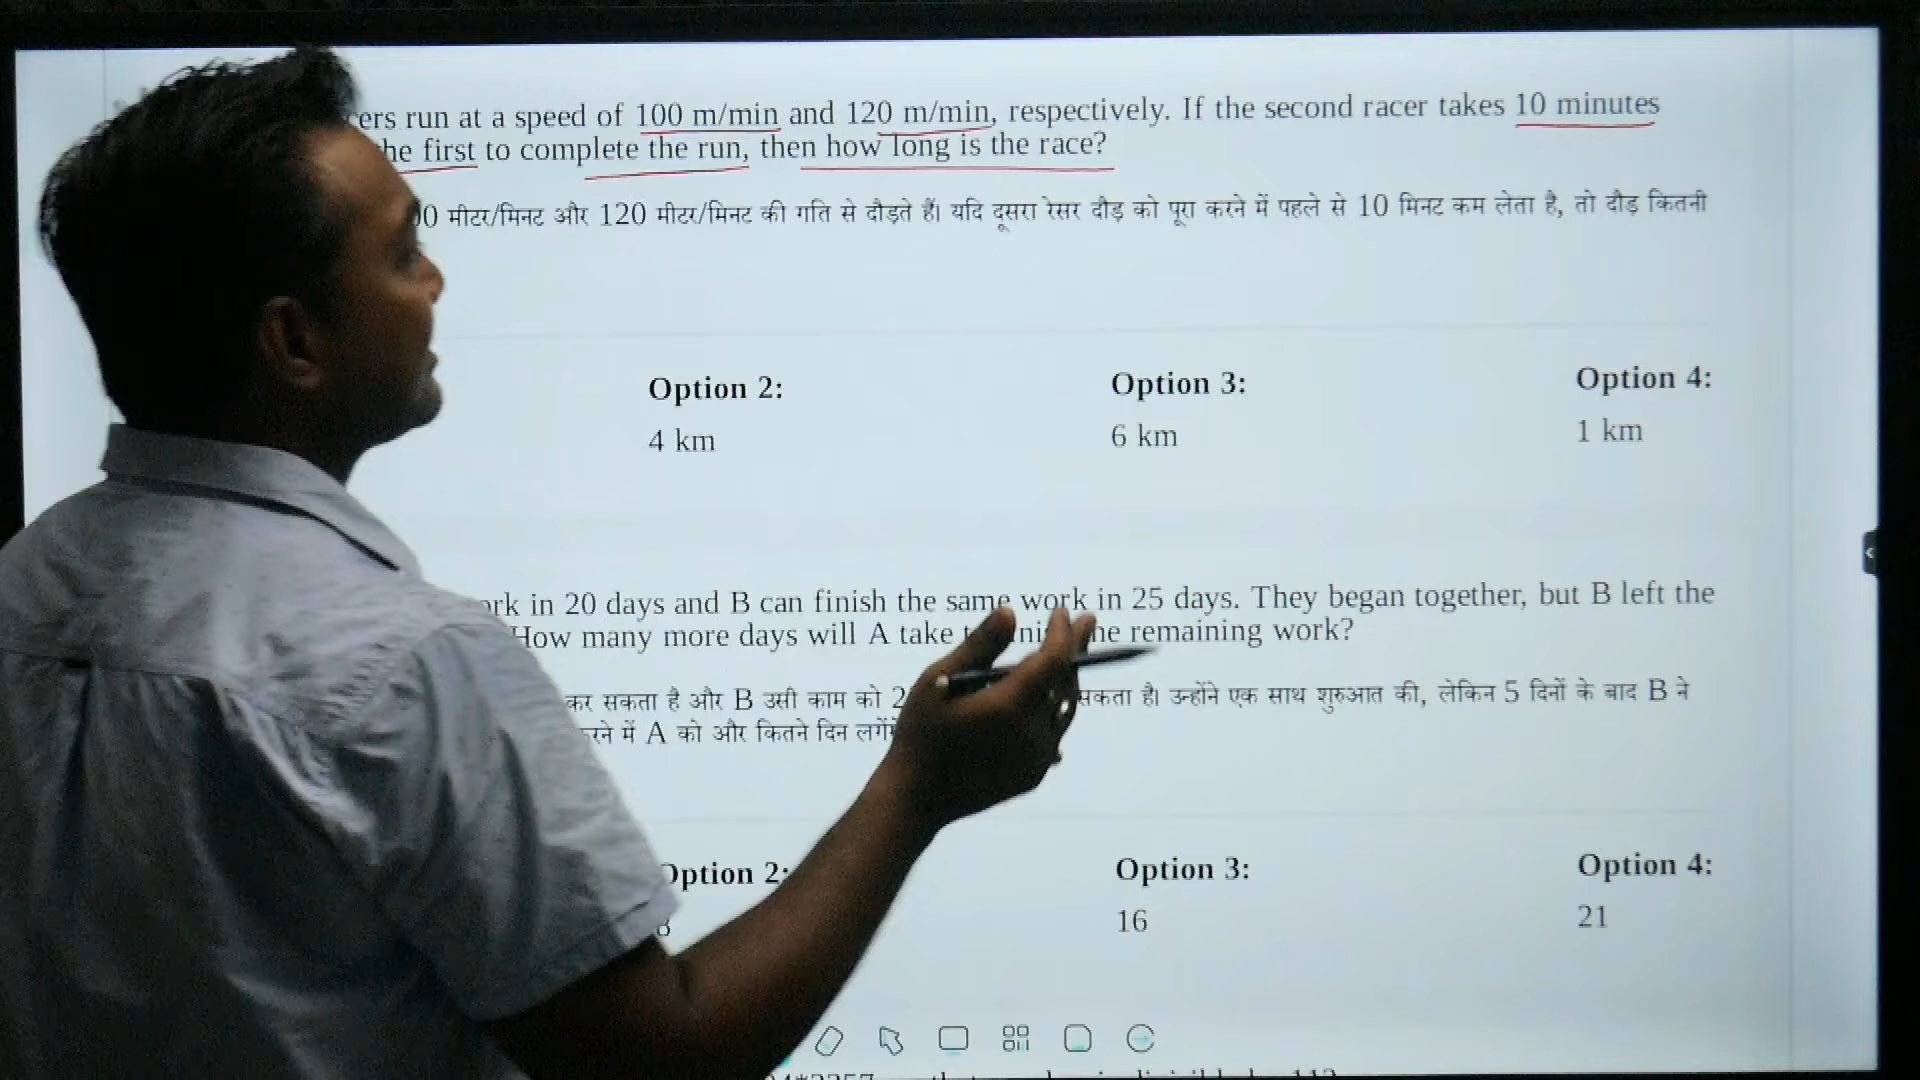 run at a speed of 100 m/min and 120 m/min, respectively. If the second racer takes 10 minutes
first to complete the run, then how long is the race?
मीटर/मिनट और 120 मीटर/मिनट की गति से दौड़ते हैं। यदि दूसरा रेसर दौड़ को पूरा करने में पहले से 10 मिनट कम लेता है, तो दौड़ कितनी
Option 2:
Option 3:
Option 4:
4 km
6 km
1 km
in 20 days and B can finish the same work in 25 days. They began together, but B left the
How many more days will A take remaining work?
कर सकता है और B उसी काम को सकता है। उन्होंने एक साथ शुरुआत की, लेकिन 5 दिनों के बाद B ने
में A को और कितने दिन लगेंगे
Option 2:
Option 3:
Option 4:
16
21